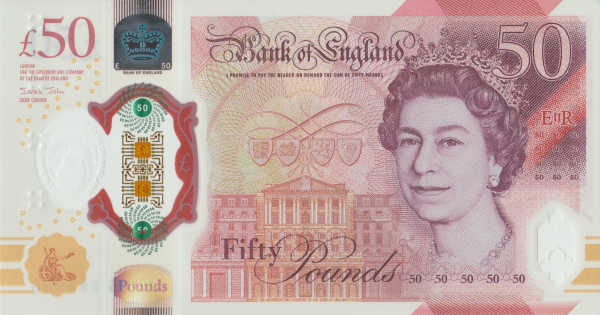 £50
LONDON
FOR THE GOVERNOR AND COMPANY
OF THE BANK OF ENGLAND
Sarah John
CHIEF CASHIER
£ 50
BANK OF ENGLAND
50
£
50
Pounds
Bank of England
I PROMISE TO PAY THE BEARER ON DEMAND THE SUM OF FIFTY POUNDS
50
EIIR
50 50 50
50 50 50
Fifty
Pounds
50 50 50 50 50